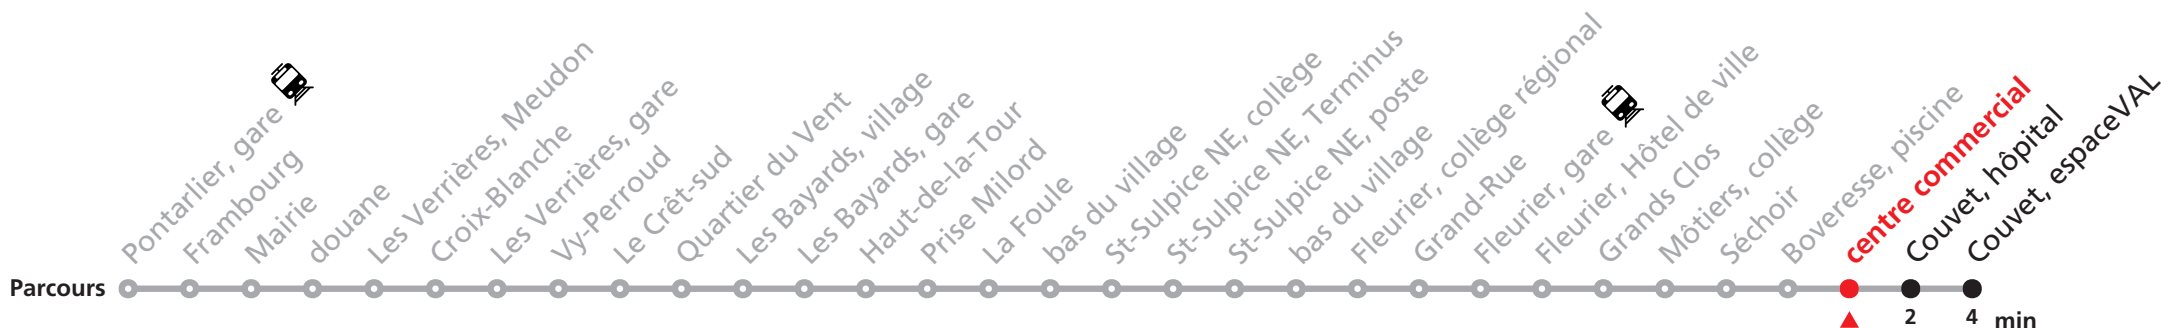 Pontarlier, gare
Frambourg
Mairie
douane
Les Verrières, Meudon
Croix-Blanche
Les Verrières, gare
Vy-Perroud
Le Crêt-sud
Quartier du Vent
Les Bayards, village
Les Bayards, gare
Haut-de-la-Tour
Prise Milord
La Foule
bas du village
St-Sulpice NE, collège
St-Sulpice NE, Terminus
St-Sulpice NE, poste
bas du village
Fleurier, collège régional
Grand-Rue
Fleurier, gare
Fleurier, Hôtel de ville
Grands Clos
Môtiers, collège
Séchoir
Boveresse, piscine
centre commercial
Couvet, hôpital
Couvet, espaceVAL
Parcours
2 4 min